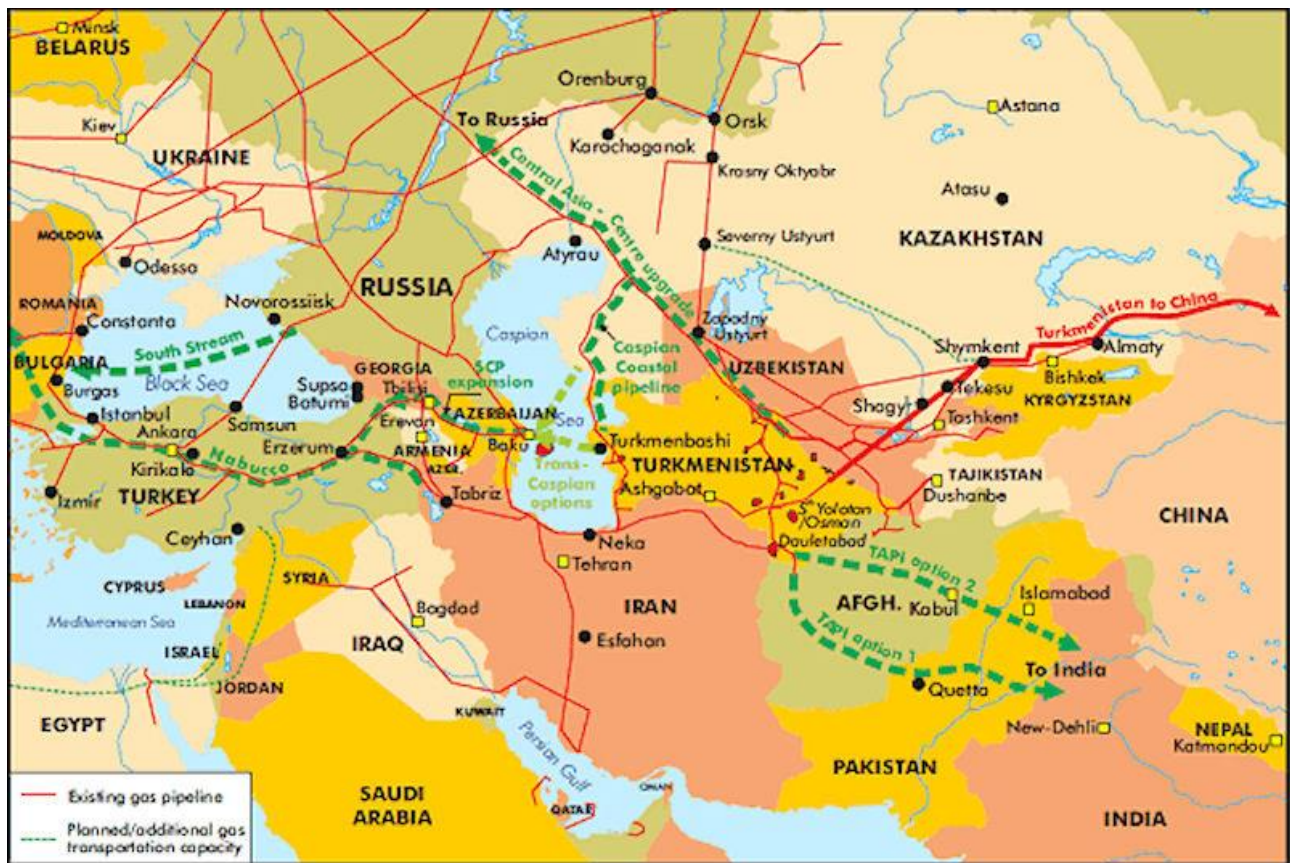 Minsk
BELARUS
Kiev
UKRAINE
Orenburg
To Russia
Karachaganak
Orsk
Astana
Krasny Oktyabr
Atasu
Central Asia - Centre upgrade
KAZAKHSTAN
Severny Ustyurt
MOLDOVA
Odessa
Atyrau
RUSSIA
ROMANIA
Novorossiisk
Constanta
South Stream
BULGARIA
Burgas
Black Sea
Caspian
Sea
Zapadny
Ustyurt
Turkmenistan to China
Shymkent
Almaty
Caspian
Coastal
pipeline
UZBEKISTAN
Bishkek
KYRGYZSTAN
Tekesu
Tashkent
GEORGIA
Tbilisi
SCP
expansion
Supsa
Batumi
Istanbul
Samsun
Ankara
Kirikale
Erzerum
Erevan
ARMENIA
AZER.
AZERBAIJAN
Baku
Turkmenbashi
TURKMENISTAN
Ashgabat
Trans-
Caspian
options
Nabucco
TAJIKISTAN
Dushanbe
Izmir
TURKEY
Tabriz
S. Yolotan
/Osman
Dauletabad
CHINA
Ceyhan
Neka
Tehran
CYPRUS
SYRIA
LEBANON
Mediterranean Sea
Bagdad
IRAQ
IRAN
Esfahan
AFGH.
Kabul
TAPI option 2
TAPI option 1
Islamabad
To India
Quetta
ISRAEL
JORDAN
EGYPT
KUWAIT
Persian Gulf
New-Dehli
NEPAL
Katmandou
PAKISTAN
SAUDI
ARABIA
OMAN
INDIA
Existing gas pipeline
Planned/additional gas
transportation capacity